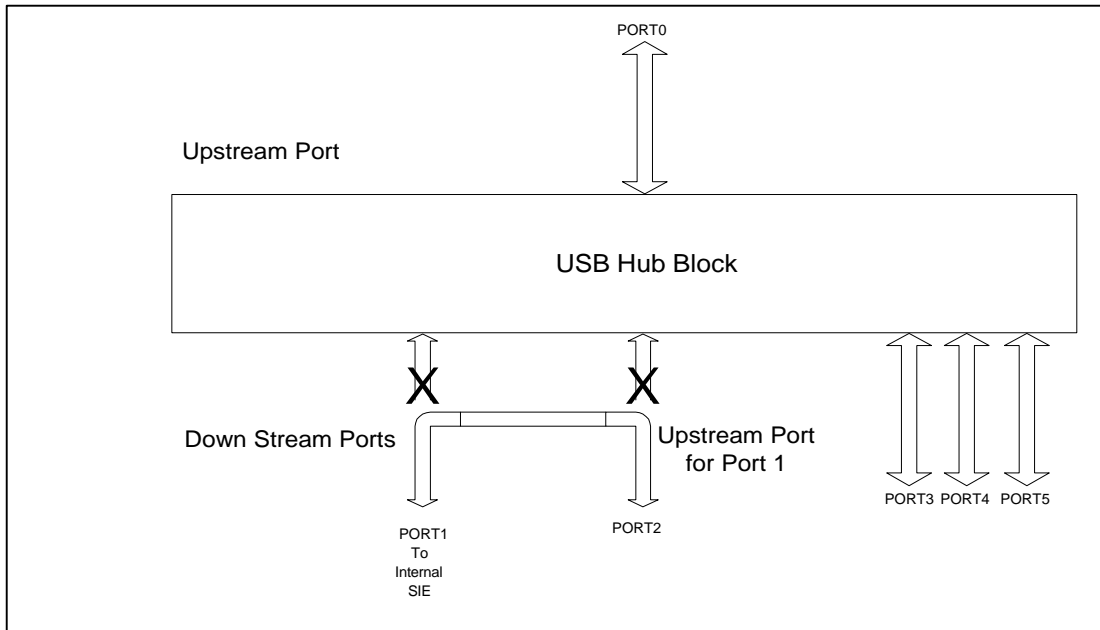 PORT0
Upstream Port
USB Hub Block
X
X
Down Stream Ports
Upstream Port
for Port 1
PORT3
PORT4
PORT5
PORT1
To
Internal
SIE
PORT2